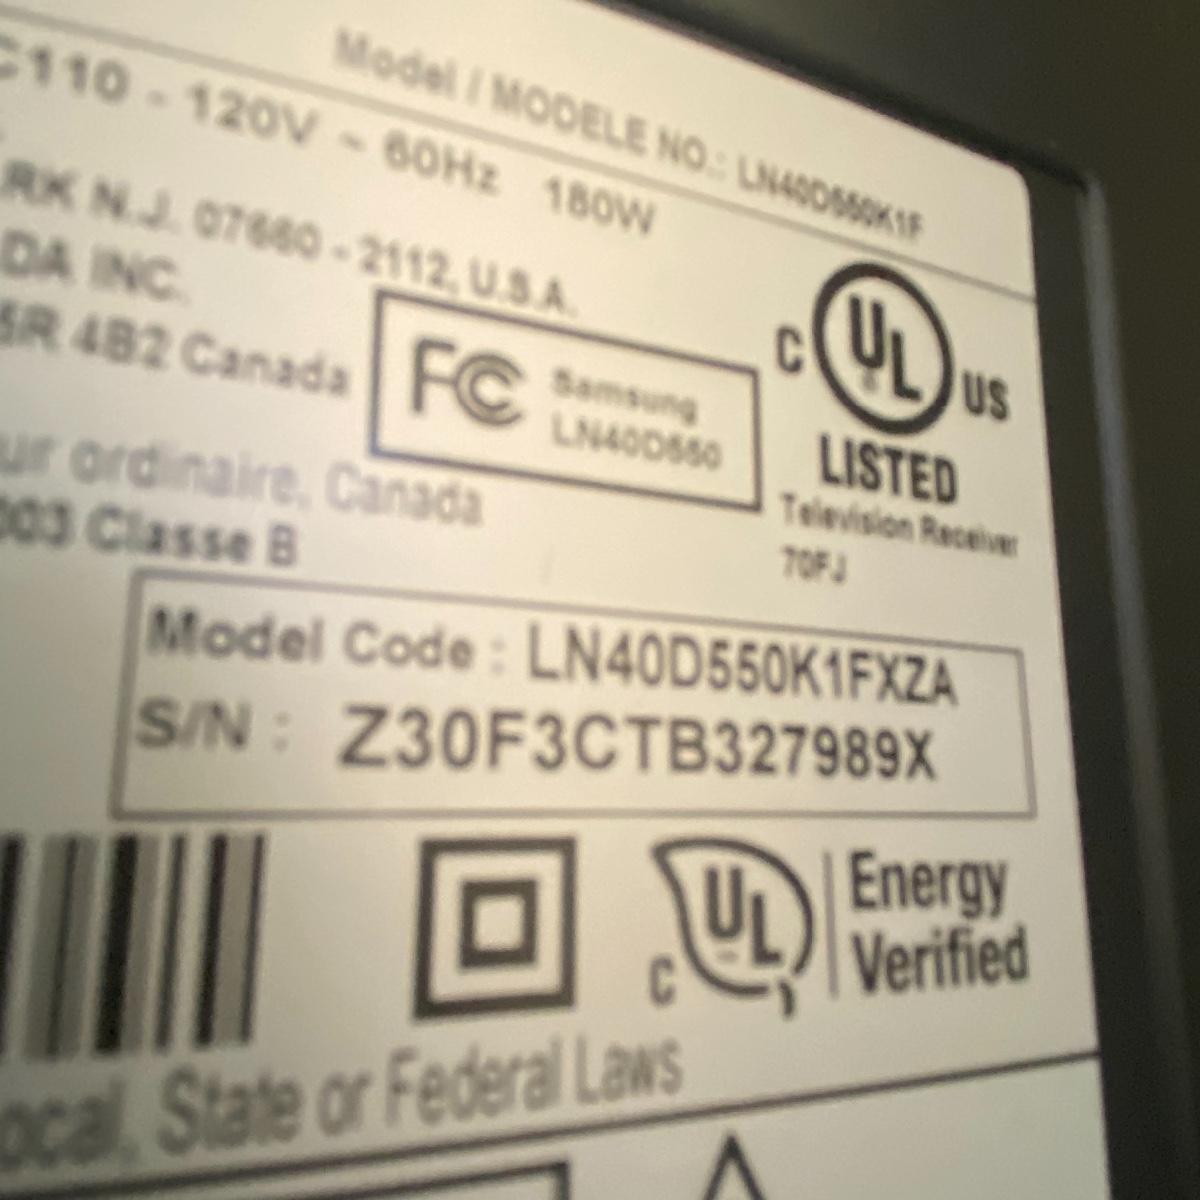 Model / MODELE NO.: LN40D550K1F
C110 - 120V ~ 60Hz 180W
RK N.J. 07660 - 2112, U.S.A.
DA INC.
5R 4B2 Canada
FC Samsung
LN40D550
C UL US
LISTED
Television Receiver
70FJ
ur ordinaire, Canada
003 Classe B
Model Code : LN40D550K1FXZA
S/N : Z30F3CTB327989X
C UL Energy
Verified
ocal, State or Federal Laws